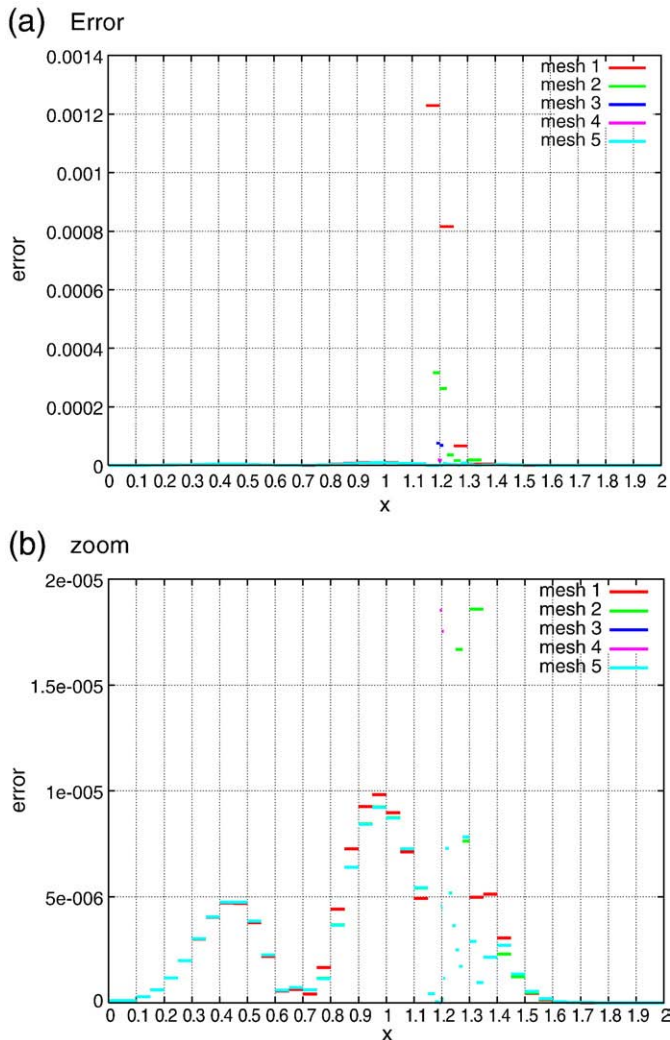 (a) Error
0.0014
0.0012
0.001
0.0008
0.0006
0.0004
0.0002
0
error
mesh 1
mesh 2
mesh 3
mesh 4
mesh 5
0 0.1 0.2 0.3 0.4 0.5 0.6 0.7 0.8 0.9 1 1.1 1.2 1.3 1.4 1.5 1.6 1.7 1.8 1.9 2
x
(b) zoom
2e-005
1.5e-005
1e-005
5e-006
0
error
mesh 1
mesh 2
mesh 3
mesh 4
mesh 5
0 0.1 0.2 0.3 0.4 0.5 0.6 0.7 0.8 0.9 1 1.1 1.2 1.3 1.4 1.5 1.6 1.7 1.8 1.9 2
x